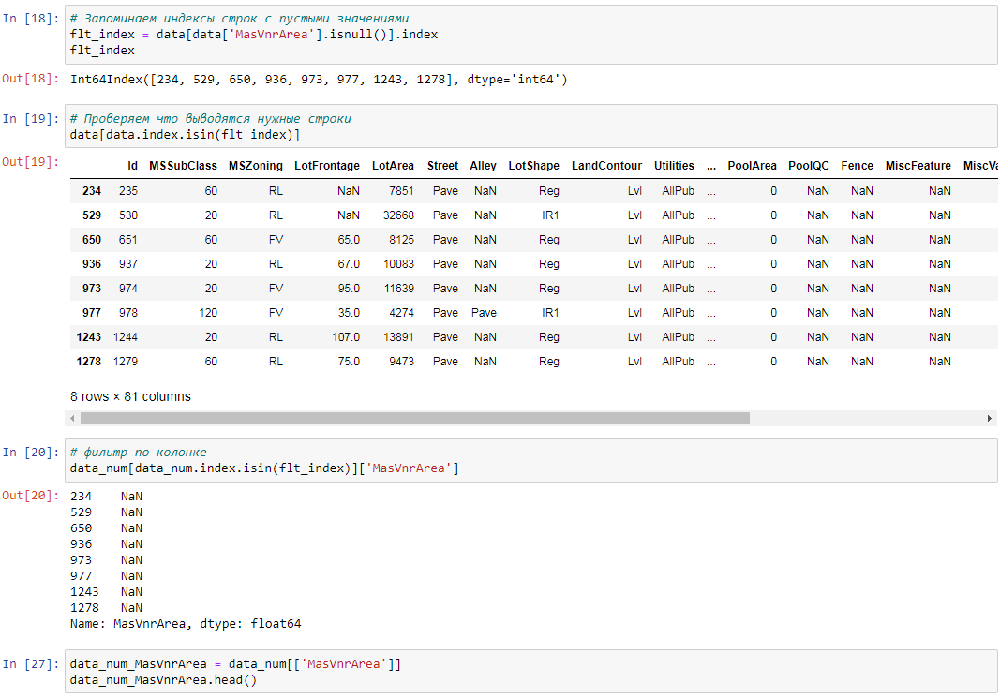 In [18]: # Запоминаем индексы строк с пустыми значениями
flt_index = data[data['MasVnrArea'].isnull()].index
flt_index
Out[18]: Int64Index([234, 529, 650, 936, 973, 977, 1243, 1278], dtype='int64')
In [19]: # Проверяем что выводятся нужные строки
data[data.index.isin(flt_index)]
Out[19]:
Id MSSubClass MSZoning LotFrontage LotArea Street Alley LotShape LandContour Utilities ... PoolArea PoolQC Fence MiscFeature MiscVa
234 235 60 RL NaN 7851 Pave NaN Reg Lvl AllPub ... 0 NaN NaN NaN
529 530 20 RL NaN 32668 Pave NaN IR1 Lvl AllPub ... 0 NaN NaN NaN
650 651 60 FV 65.0 8125 Pave NaN Reg Lvl AllPub ... 0 NaN NaN NaN
936 937 20 RL 67.0 10083 Pave NaN Reg Lvl AllPub ... 0 NaN NaN NaN
973 974 20 FV 95.0 11639 Pave NaN Reg Lvl AllPub ... 0 NaN NaN NaN
977 978 120 FV 35.0 4274 Pave Pave IR1 Lvl AllPub ... 0 NaN NaN NaN
1243 1244 20 RL 107.0 13891 Pave NaN Reg Lvl AllPub ... 0 NaN NaN NaN
1278 1279 60 RL 75.0 9473 Pave NaN Reg Lvl AllPub ... 0 NaN NaN NaN
8 rows × 81 columns
In [20]: # фильтр по колонке
data_num[data_num.index.isin(flt_index)]['MasVnrArea']
Out[20]: 234 NaN
529 NaN
650 NaN
936 NaN
973 NaN
977 NaN
1243 NaN
1278 NaN
Name: MasVnrArea, dtype: float64
In [27]: data_num_MasVnrArea = data_num[['MasVnrArea']]
data_num_MasVnrArea.head()